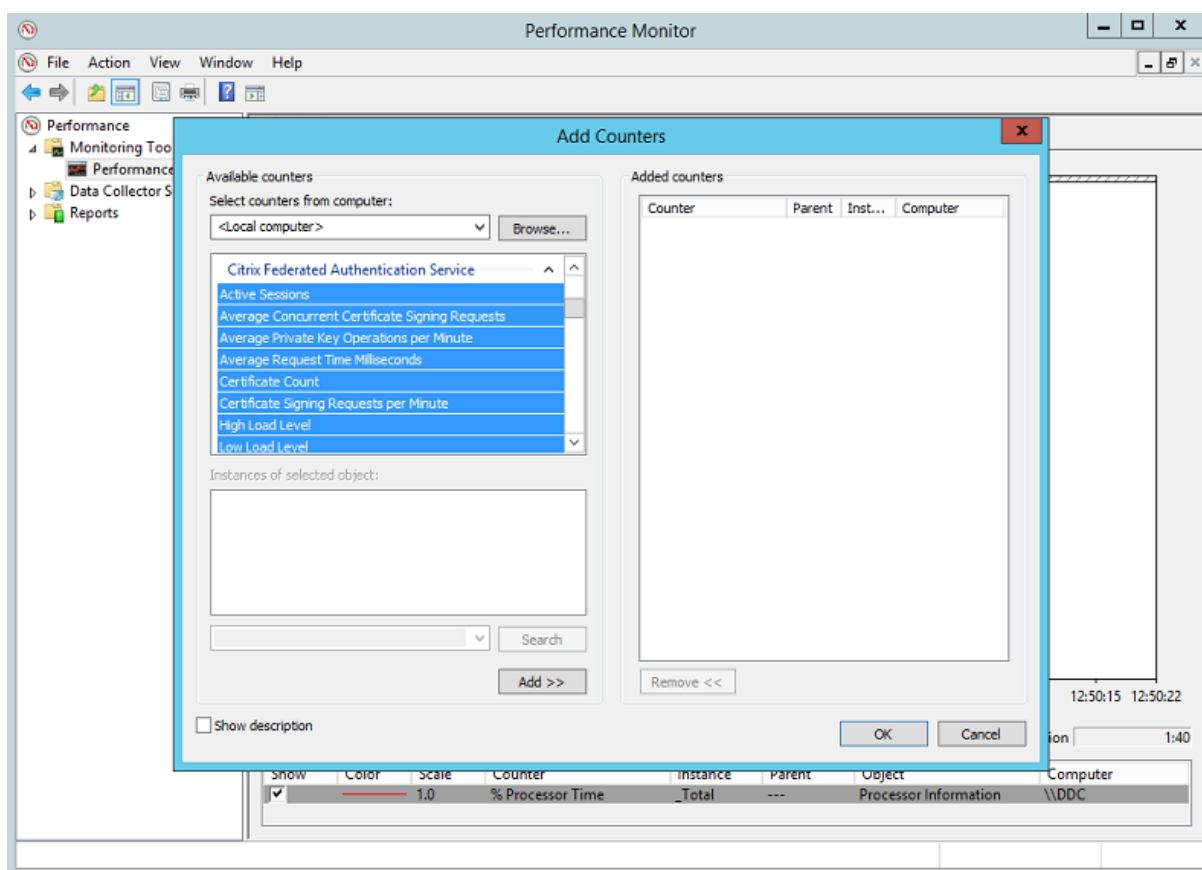 Performance Monitor
File Action View Window Help
Performance
Monitoring Too
Performance
Data Collector S
Reports
Add Counters
Available counters
Select counters from computer:
<Local computer>
Browse...
Citrix Federated Authentication Service
Active Sessions
Average Concurrent Certificate Signing Requests
Average Private Key Operations per Minute
Average Request Time Milliseconds
Certificate Count
Certificate Signing Requests per Minute
High Load Level
Low Load Level
Instances of selected object:
Search
Add >>
Show description
Added counters
Counter Parent Inst... Computer
Remove <<
OK Cancel
12:50:15 12:50:22
ion 1:40
Show Color Scale Counter Instance Parent Object Computer
1.0 % Processor Time _Total --- Processor Information \\DDC